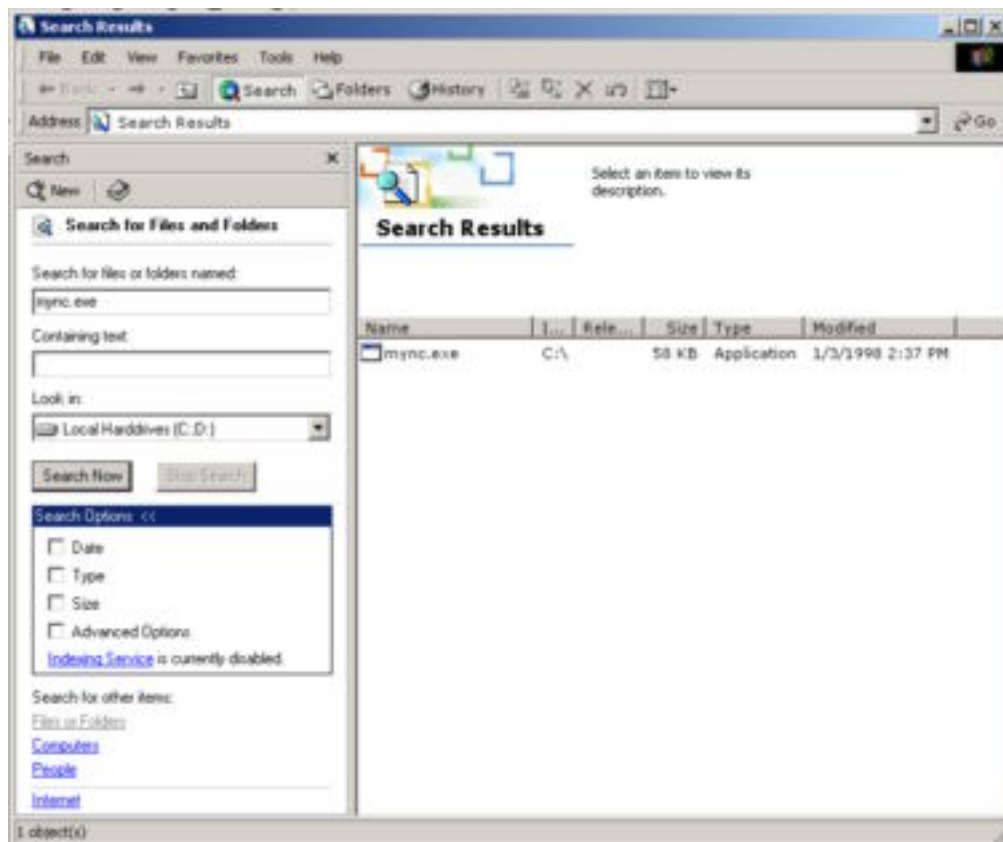 Search Results
File Edit View Favorites Tools Help
Back Search Folders History
Address Search Results Go
Search
New
Search for Files and Folders
Search for files or folders named:
mync.exe
Containing text:
Look in:
Local Harddrives (C:;D:)
Search Now Stop Search
Search Options <<
Date
Type
Size
Advanced Options
Indexing Service is currently disabled.
Search for other items:
Files or Folders
Computers
People
Internet
Select an item to view its
description.
Search Results
Name I... Rele... Size Type Modified
mync.exe C:\ 58 KB Application 1/3/1998 2:37 PM
1 object(s)